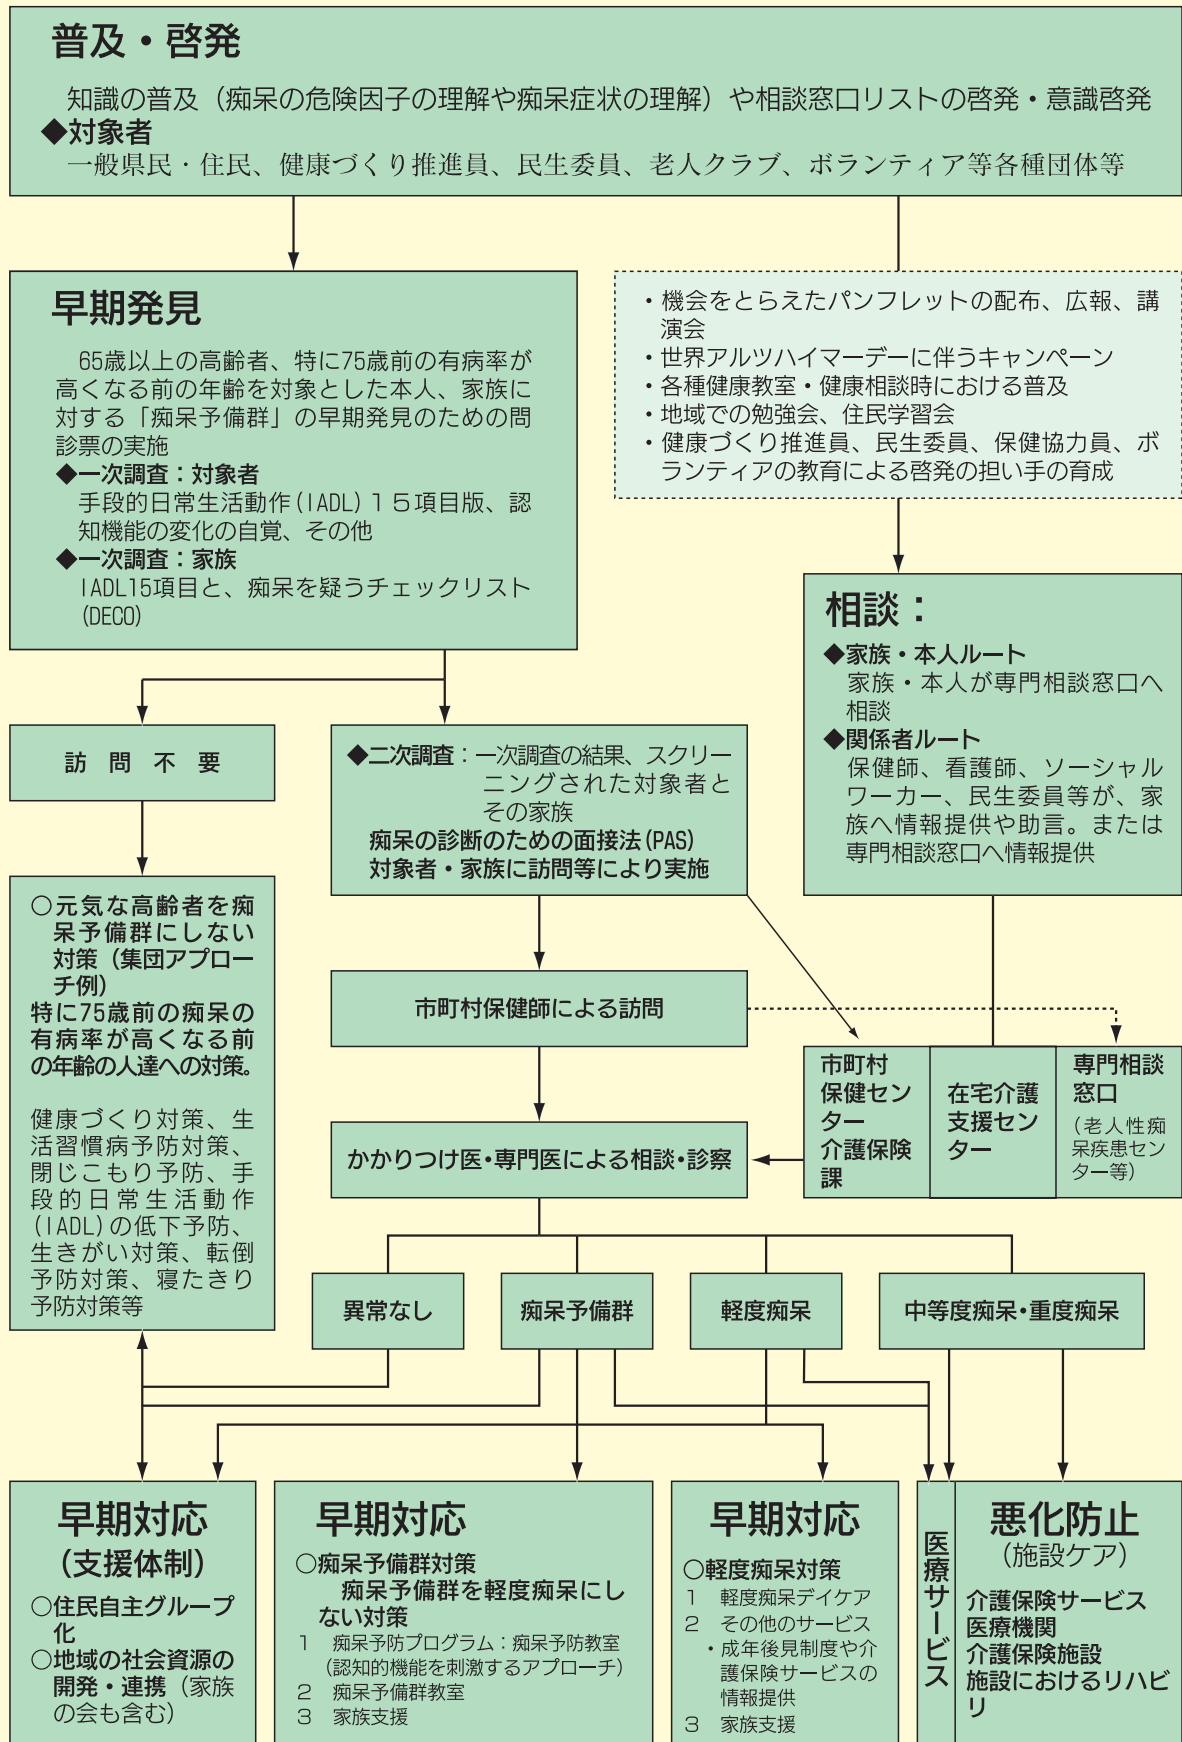 普及・啓発
知識の普及（痴呆の危険因子の理解や痴呆症状の理解）や相談窓口リストの啓発・意識啓発
◆対象者
一般県民・住民、健康づくり推進員、民生委員、老人クラブ、ボランティア等各種団体等
早期発見
65歳以上の高齢者、特に75歳前の有病率が
高くなる前の年齢を対象とした本人、家族に
対する「痴呆予備群」の早期発見のための問
診票の実施
◆一次調査：対象者
手段的日常生活動作(IADL)１５項目版、認
知機能の変化の自覚、その他
◆一次調査：家族
IADL15項目と、痴呆を疑うチェックリスト
(DECO)
・機会をとらえたパンフレットの配布、広報、講
演会
・世界アルツハイマーデーに伴うキャンペーン
・各種健康教室・健康相談時における普及
・地域での勉強会、住民学習会
・健康づくり推進員、民生委員、保健協力員、ボ
ランティアの教育による啓発の担い手の育成
相談：
◆家族・本人ルート
家族・本人が専門相談窓口へ
相談
◆関係者ルート
保健師、看護師、ソーシャル
ワーカー、民生委員等が、家
族へ情報提供や助言。または
専門相談窓口へ情報提供
訪問不要
◆二次調査：一次調査の結果、スクリー
ニングされた対象者と
その家族
痴呆の診断のための面接法(PAS)
対象者・家族に訪問等により実施
○元気な高齢者を痴
呆予備群にしない
対策（集団アプロー
チ例）
特に75歳前の痴呆の
有病率が高くなる前
の年齢の人達への対策。
健康づくり対策、生
活習慣病予防対策、
閉じこもり予防、手
段的日常生活動作
(IADL)の低下予防、
生きがい対策、転倒
予防対策、寝たきり
予防対策等
市町村保健師による訪問
かかりつけ医・専門医による相談・診察
市町村
保健セン
ター
介護保険
課
在宅介護
支援セン
ター
専門相談
窓口
（老人性痴
呆疾患セン
ター等）
異常なし
痴呆予備群
軽度痴呆
中等度痴呆・重度痴呆
早期対応
（支援体制）
○住民自主グループ
化
○地域の社会資源の
開発・連携（家族
の会も含む）
早期対応
○痴呆予備群対策
痴呆予備群を軽度痴呆にし
ない対策
1　痴呆予防プログラム：痴呆予防教室
（認知的機能を刺激するアプローチ）
2　痴呆予備群教室
3　家族支援
早期対応
○軽度痴呆対策
1　軽度痴呆デイケア
2　その他のサービス
・成年後見制度や介
護保険サービスの
情報提供
3　家族支援
医療サービス
悪化防止
（施設ケア）
介護保険サービス
医療機関
介護保険施設
施設におけるリハビ
リ